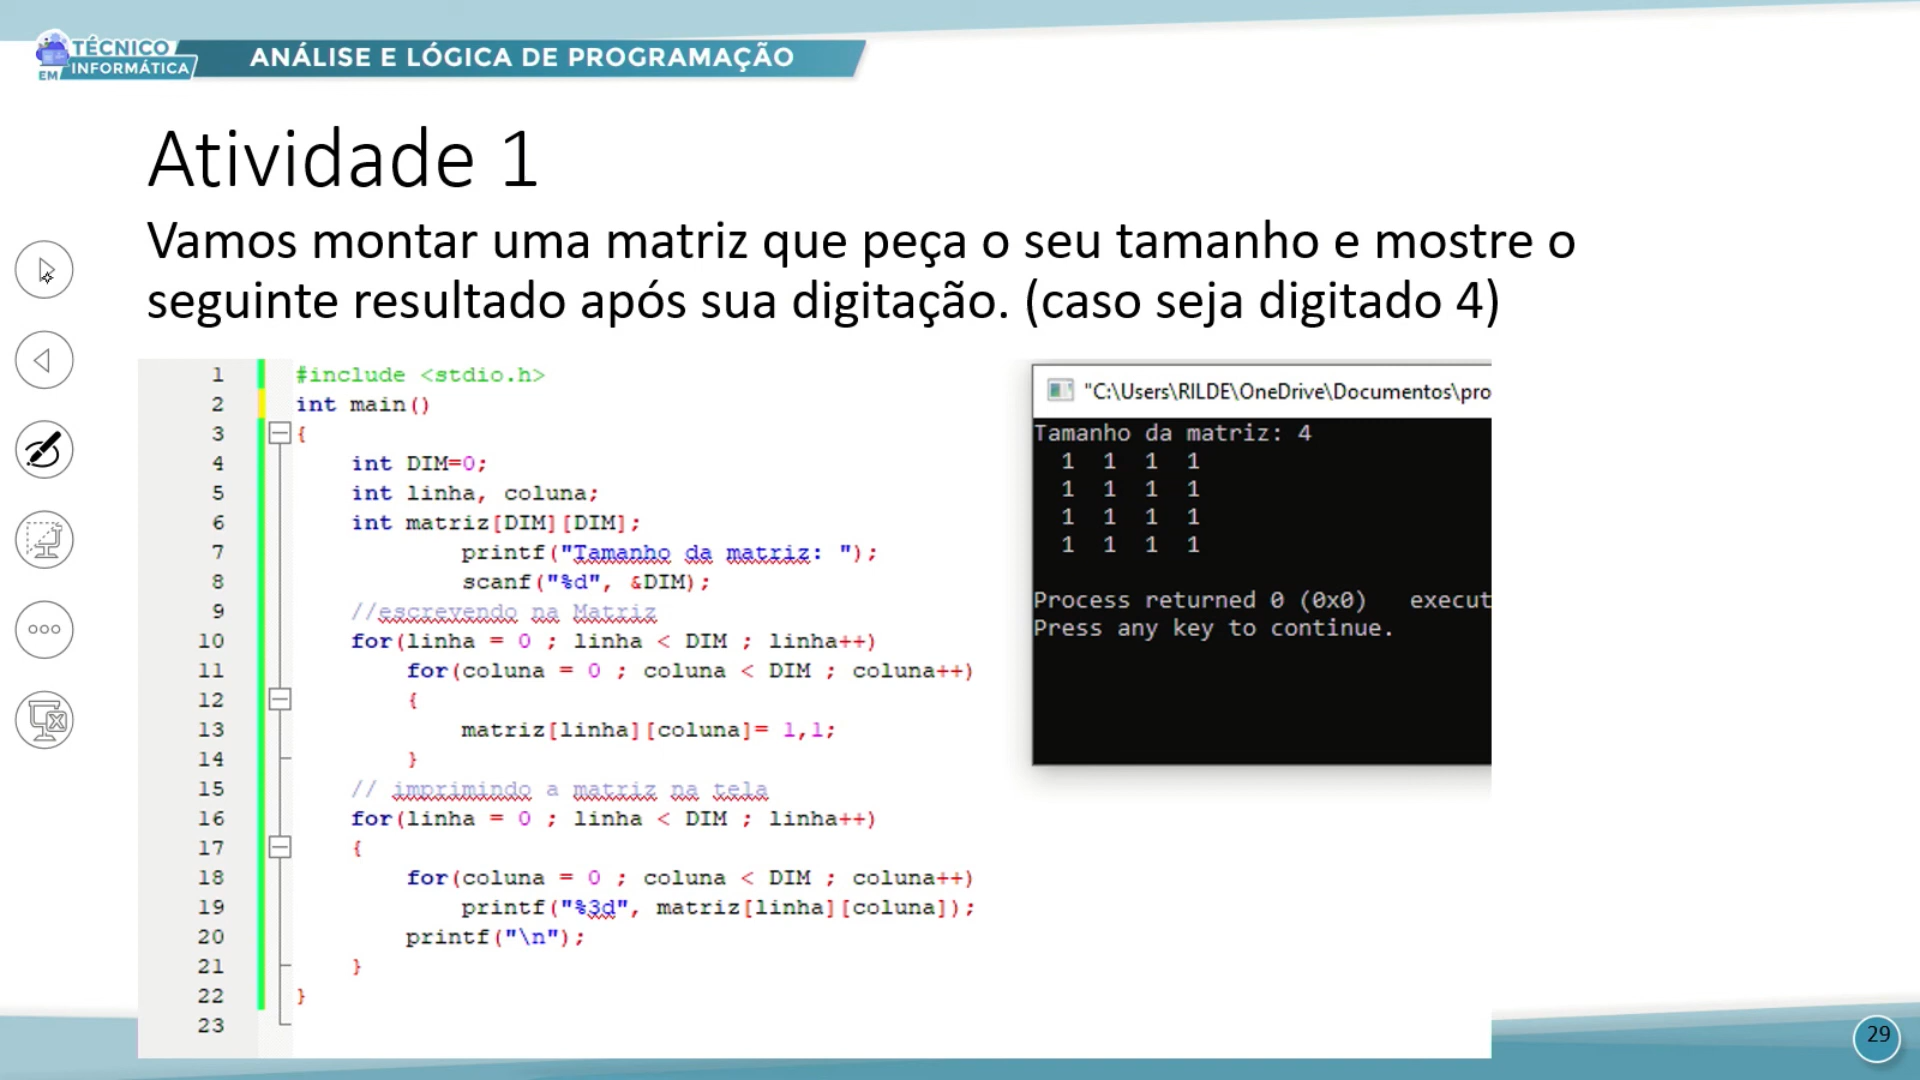 TÉCNICO
EM INFORMÁTICA
ANÁLISE E LÓGICA DE PROGRAMAÇÃO
Atividade 1
Vamos montar uma matriz que peça o seu tamanho e mostre o
seguinte resultado após sua digitação. (caso seja digitado 4)
1 #include <stdio.h>
2 int main()
3 {
4 int DIM=0;
5 int linha, coluna;
6 int matriz[DIM][DIM];
7 printf("Tamanho da matriz: ");
8 scanf("%d", &DIM);
9 //escrevendo na Matriz
10 for(linha = 0 ; linha < DIM ; linha++)
11 for(coluna = 0 ; coluna < DIM ; coluna++)
12 {
13 matriz[linha][coluna]= 1,1;
14 }
15 // imprimindo a matriz na tela
16 for(linha = 0 ; linha < DIM ; linha++)
17 {
18 for(coluna = 0 ; coluna < DIM ; coluna++)
19 printf("%3d", matriz[linha][coluna]);
20 printf("\n");
21 }
22 }
23
"C:\Users\RILDE\OneDrive\Documentos\pro
Tamanho da matriz: 4
1 1 1 1
1 1 1 1
1 1 1 1
1 1 1 1
Process returned 0 (0x0) execut
Press any key to continue.
29